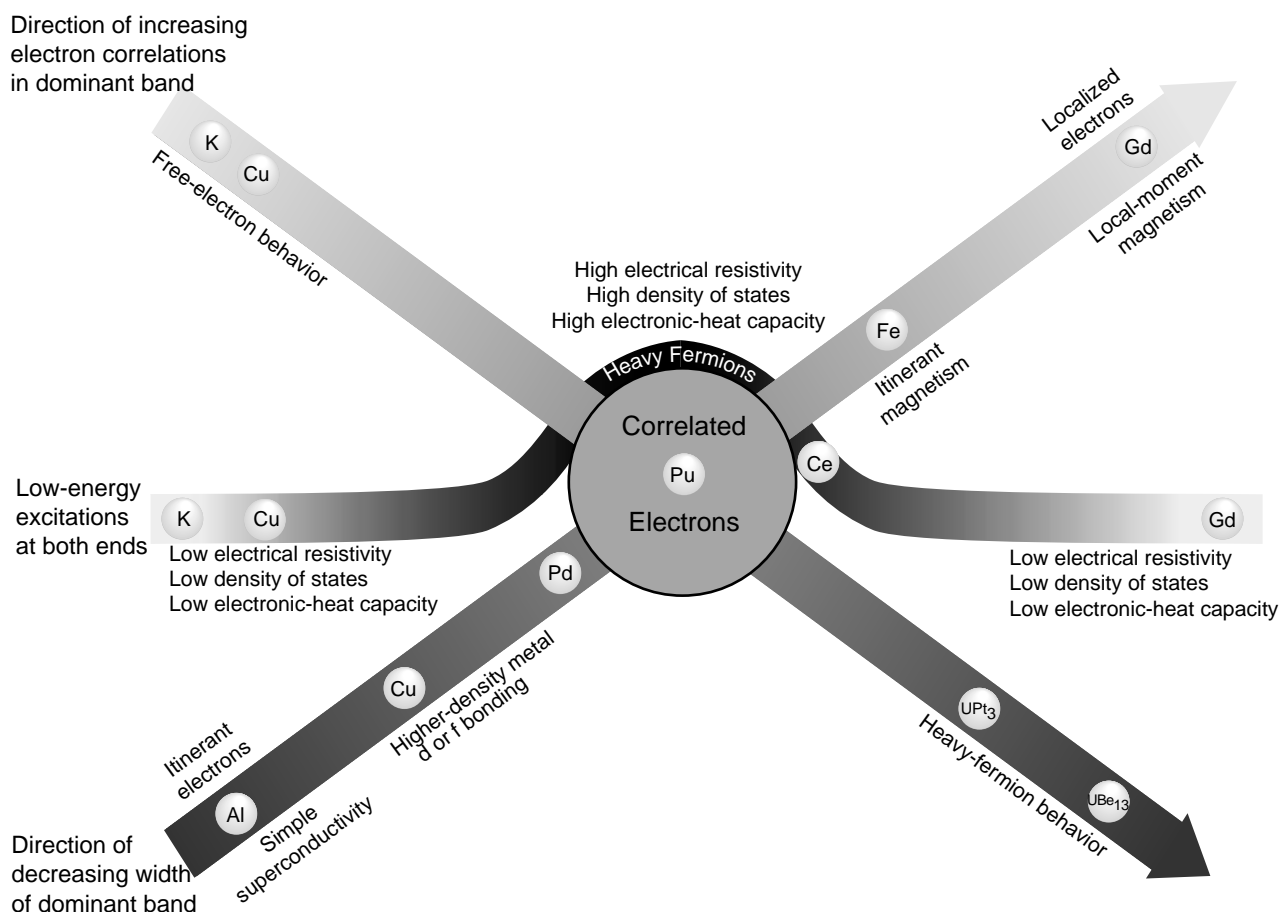 Direction of increasing
electron correlations
in dominant band
K
Cu
Free-electron behavior
Localized
electrons
Gd
Local-moment
magnetism
High electrical resistivity
High density of states
High electronic-heat capacity
Fe
Itinerant
magnetism
Heavy Fermions
Correlated
Pu
Electrons
Ce
Low-energy
excitations
at both ends
K
Cu
Low electrical resistivity
Low density of states
Low electronic-heat capacity
Gd
Low electrical resistivity
Low density of states
Low electronic-heat capacity
Pd
Cu
Higher-density metal
d or f bonding
Itinerant
electrons
Al
Simple
superconductivity
UPt3
Heavy-fermion behavior
UBe13
Direction of
decreasing width
of dominant band